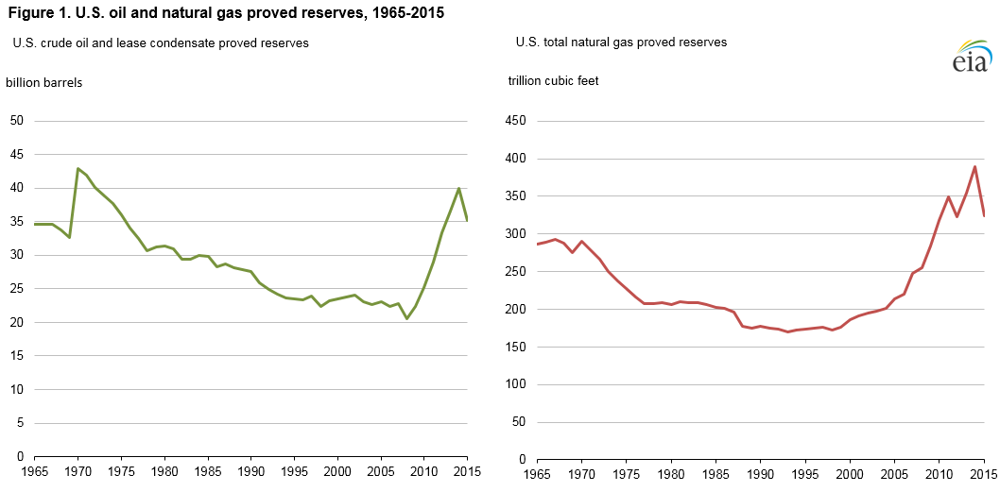 Figure 1. U.S. oil and natural gas proved reserves, 1965-2015
U.S. crude oil and lease condensate proved reserves
billion barrels
50
45
40
35
30
25
20
15
10
5
0
1965 1970 1975 1980 1985 1990 1995 2000 2005 2010 2015
U.S. total natural gas proved reserves
eia
trillion cubic feet
450
400
350
300
250
200
150
100
50
0
1965 1970 1975 1980 1985 1990 1995 2000 2005 2010 2015